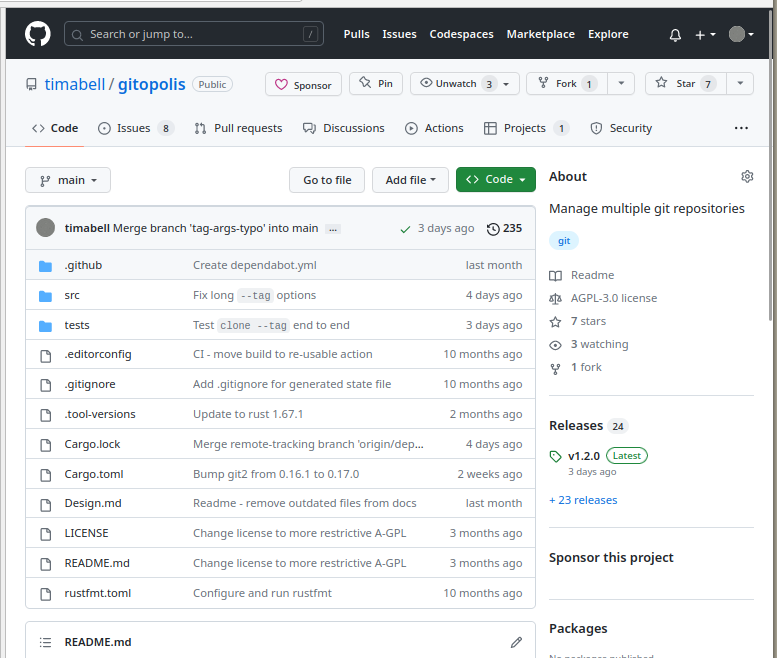 Search or jump to... /
Pulls Issues Codespaces Marketplace Explore
timabell / gitopolis Public
Sponsor Pin Unwatch 3 Fork 1 Star 7
Code Issues 8 Pull requests Discussions Actions Projects 1 Security ...
main Go to file Add file Code
timabell Merge branch 'tag-args-typo' into main ... 3 days ago 235
.github Create dependabot.yml last month
src Fix long --tag options 4 days ago
tests Test clone --tag end to end 3 days ago
.editorconfig CI - move build to re-usable action 10 months ago
.gitignore Add .gitignore for generated state file 10 months ago
.tool-versions Update to rust 1.67.1 2 months ago
Cargo.lock Merge remote-tracking branch 'origin/dep... 4 days ago
Cargo.toml Bump git2 from 0.16.1 to 0.17.0 2 weeks ago
Design.md Readme - remove outdated files from docs last month
LICENSE Change license to more restrictive A-GPL 3 months ago
README.md Change license to more restrictive A-GPL 3 months ago
rustfmt.toml Configure and run rustfmt 10 months ago
README.md
About
Manage multiple git repositories
git
Readme
AGPL-3.0 license
7 stars
3 watching
1 fork
Releases 24
v1.2.0 Latest
3 days ago
+ 23 releases
Sponsor this project
Packages
No packages published